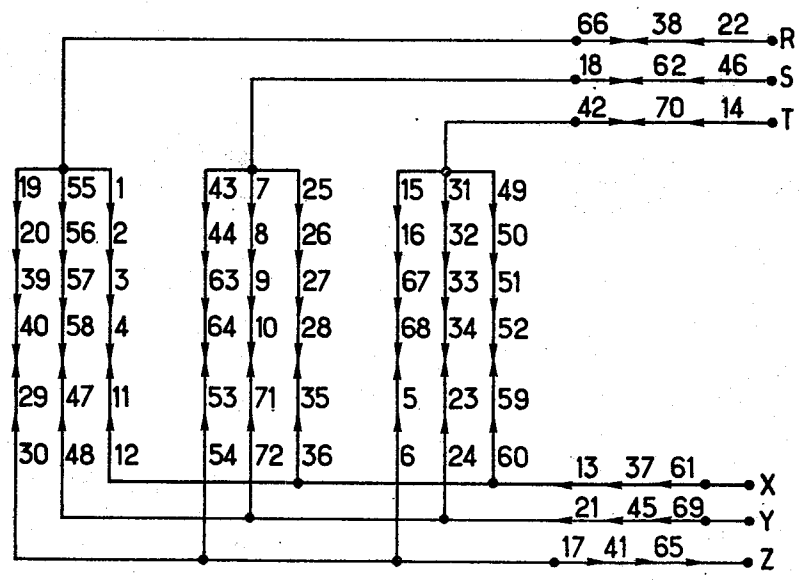 66 38 22 R
18 62 46 S
42 70 14 T
19 55 1 43 7 25 15 31 49
20 56 2 44 8 26 16 32 50
39 57 3 63 9 27 67 33 51
40 58 4 64 10 28 68 34 52
29 47 11 53 71 35 5 23 59
30 48 12 54 72 36 6 24 60
13 37 61 X
21 45 69 Y
17 41 65 Z